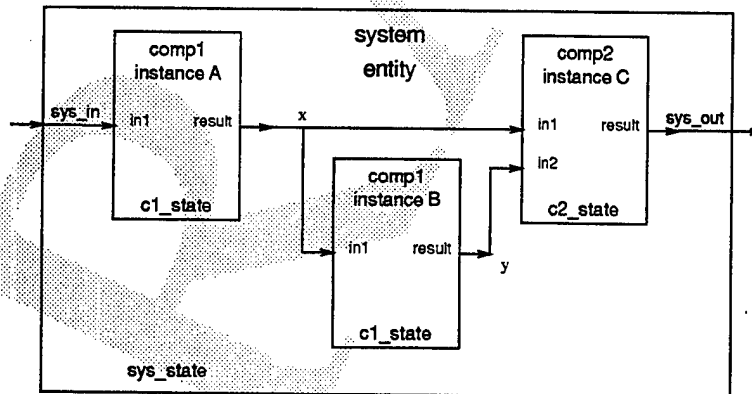 system
entity
comp1
instance A
sys_in
in1
result
c1_state
x
comp1
instance B
in1
result
c1_state
y
comp2
instance C
in1
result
in2
c2_state
sys_out
sys_state